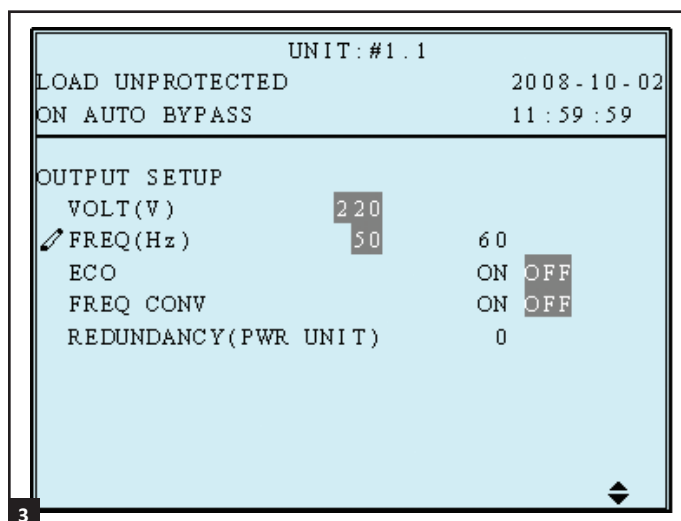 UNIT:#1.1
LOAD UNPROTECTED 2008-10-02
ON AUTO BYPASS 11:59:59
OUTPUT SETUP
VOLT(V) 220
FREQ(Hz) 50 60
ECO ON OFF
FREQ CONV ON OFF
REDUNDANCY(PWR UNIT) 0
3